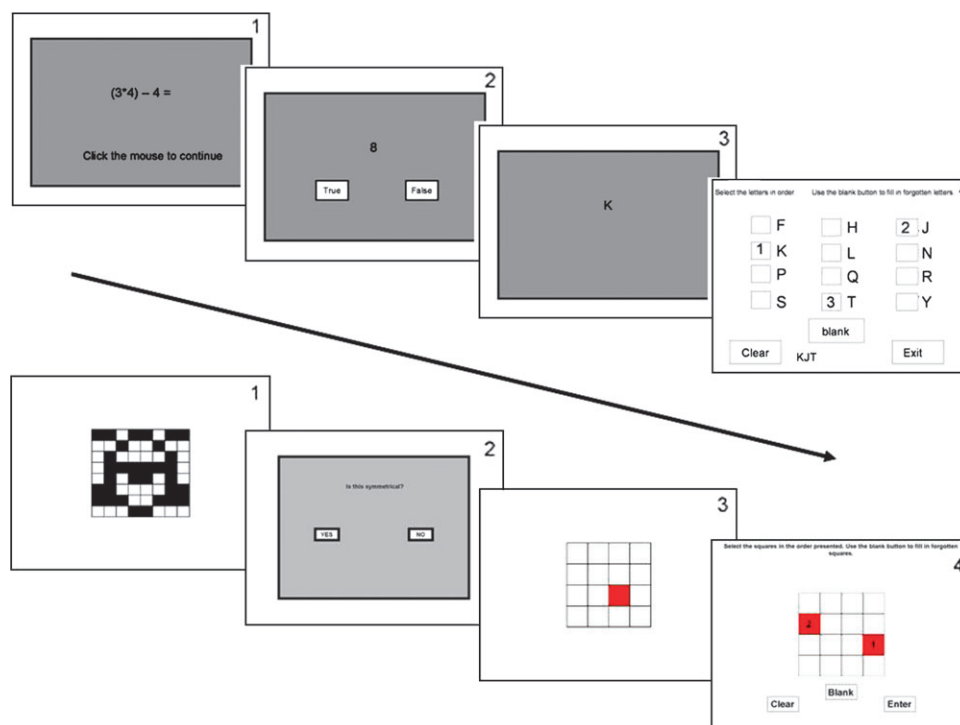 1
(3*4) – 4 =
Click the mouse to continue
2
8
True False
3
K
Select the letters in order Use the blank button to fill in forgotten letters
F H 2 J
1 K L N
P Q R
S 3 T Y
blank
Clear KJT Exit
1
2
Is this symmetrical?
YES NO
3
Select the squares in the order presented. Use the blank button to fill in forgotten
squares.
4
2
1
Blank
Clear Enter